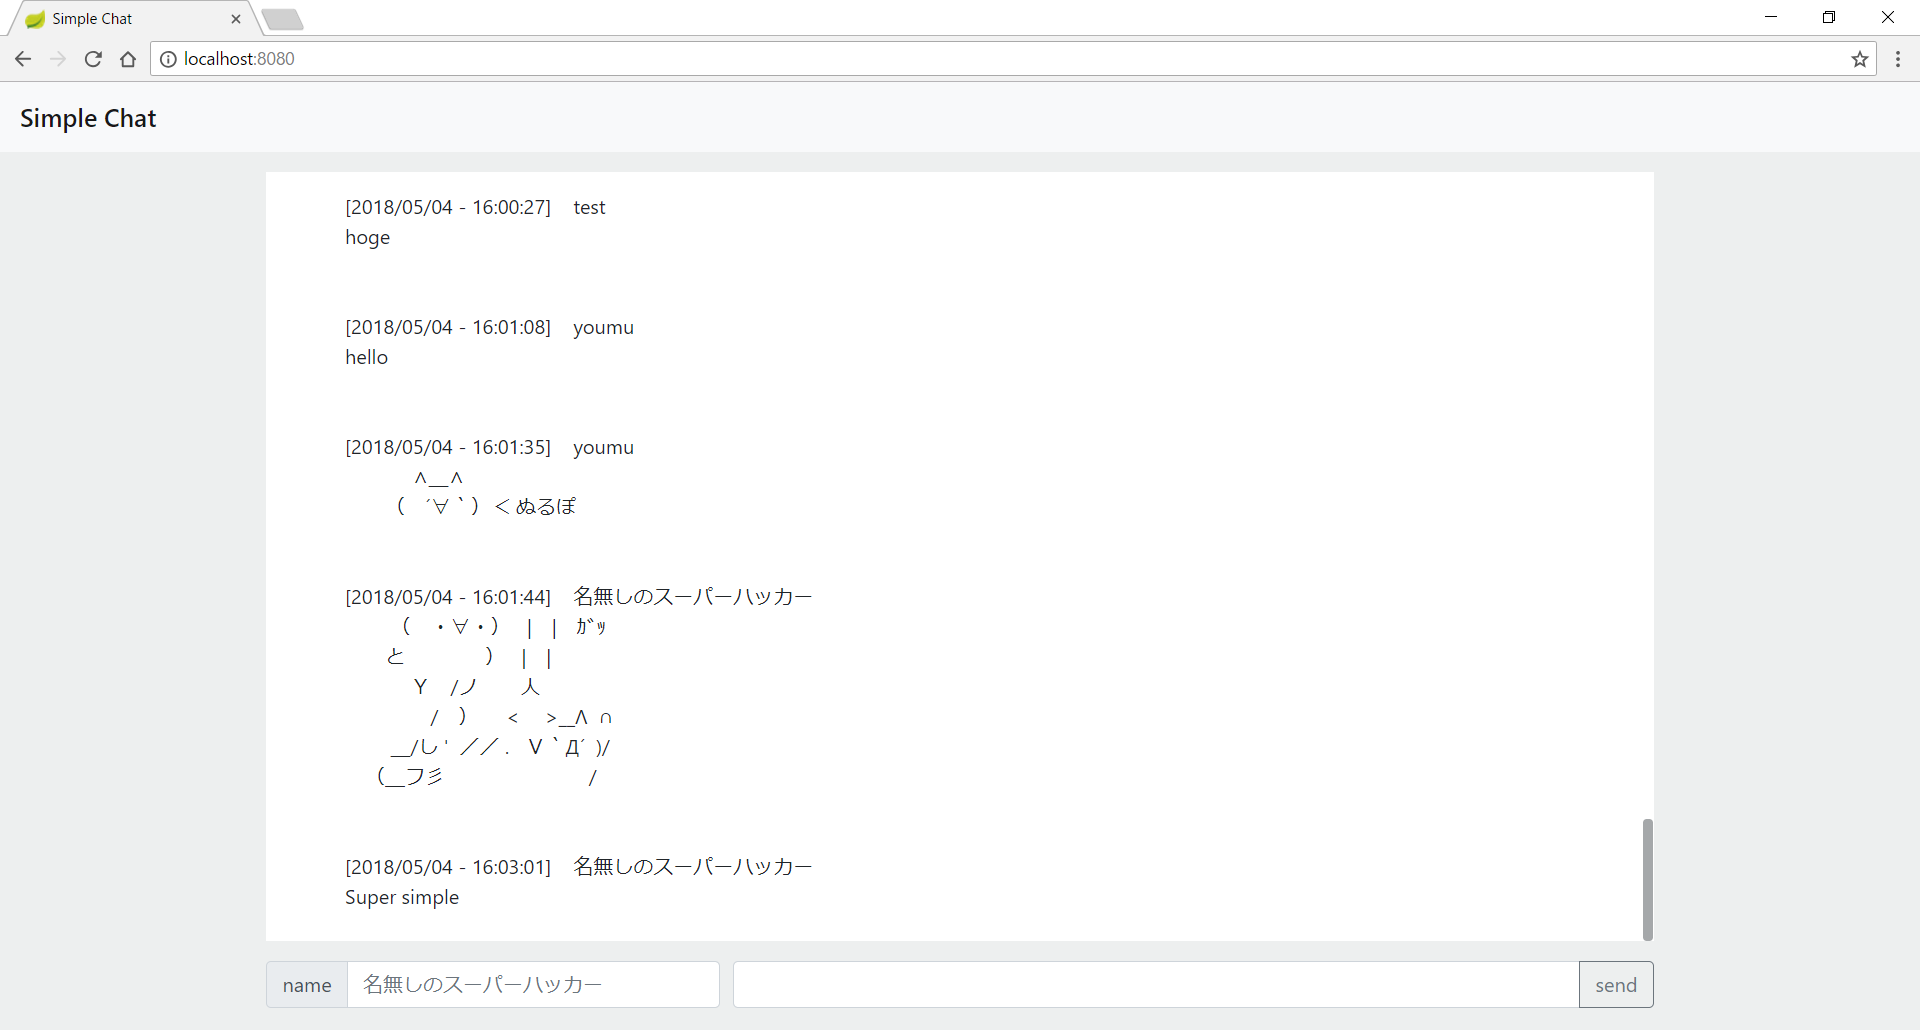 Simple Chat
localhost:8080
Simple Chat
[2018/05/04 - 16:00:27]　test
hoge
[2018/05/04 - 16:01:08]　youmu
hello
[2018/05/04 - 16:01:35]　youmu
　　　 ∧＿∧
　　（　´∀｀）＜ ぬるぽ
[2018/05/04 - 16:01:44]　名無しのスーパーハッカー
　　（　・∀・）　|　|　ｶﾞｯ
　　と　　　　）　|　|
　　　 Y　/ノ　　 人
　　　　 /　）　　<　 >__Λ ∩
　　 ＿/し'　／／ .　V｀Д´ )/
　　（＿フ彡　　　　　　　/
[2018/05/04 - 16:03:01]　名無しのスーパーハッカー
Super simple
name 名無しのスーパーハッカー send